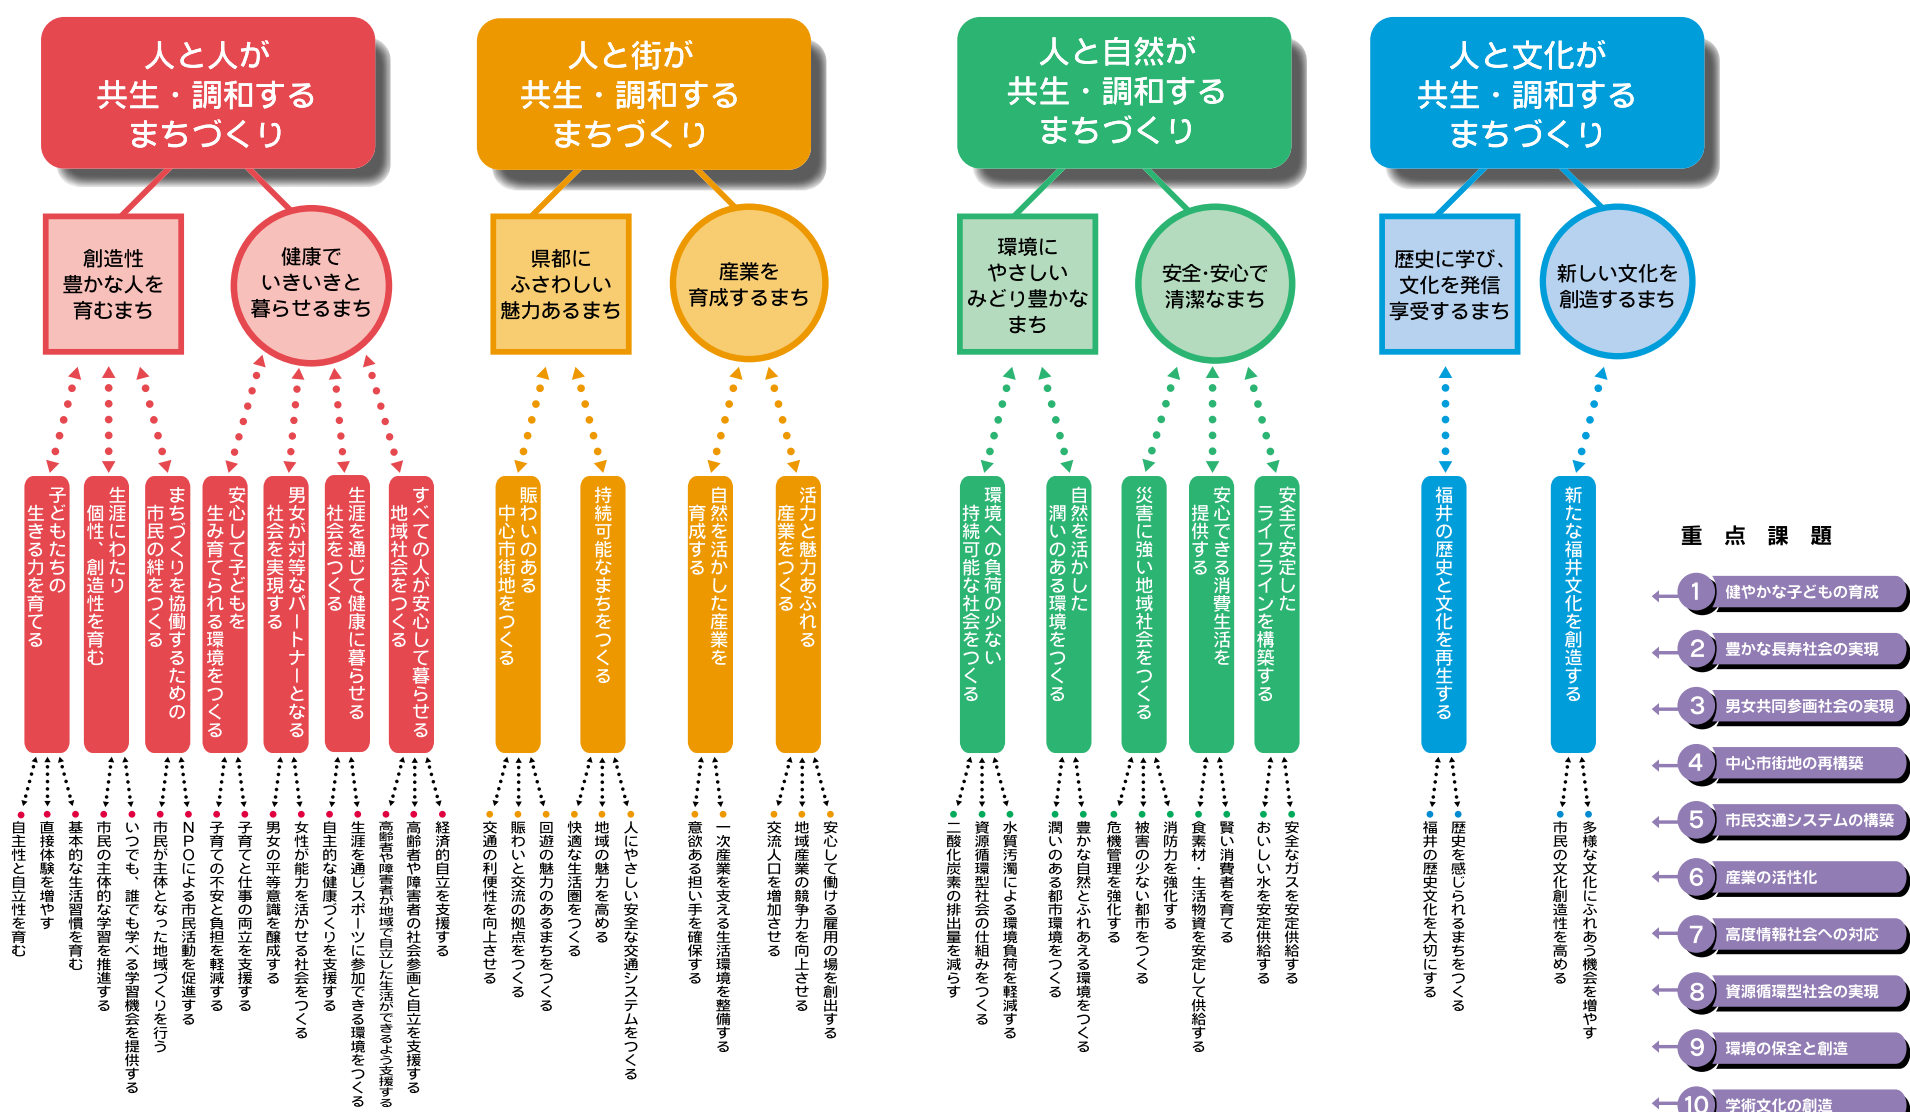 人と人が
共生・調和する
まちづくり
人と街が
共生・調和する
まちづくり
人と自然が
共生・調和する
まちづくり
人と文化が
共生・調和する
まちづくり
創造性
豊かな人を
育むまち
健康で
いきいきと
暮らせるまち
県都に
ふさわしい
魅力あるまち
産業を
育成するまち
環境に
やさしい
みどり豊かな
まち
安全・安心で
清潔なまち
歴史に学び、
文化を発信
享受するまち
新しい文化を
創造するまち
子どもたちの
生きる力を育てる
生涯にわたり
個性、創造性を育む
まちづくりを協働するための
市民の絆をつくる
安心して子どもを
生み育てられる環境をつくる
男女が対等なパートナーとなる
社会を実現する
生涯を通じて健康に暮らせる
社会をつくる
すべての人が安心して暮らせる
地域社会をつくる
賑わいのある
中心市街地をつくる
持続可能なまちをつくる
自然を活かした産業を
育成する
活力と魅力あふれる
産業をつくる
環境への負荷の少ない
持続可能な社会をつくる
自然を活かした
潤いのある環境をつくる
災害に強い地域社会をつくる
安心できる消費生活を
提供する
安全で安定した
ライフラインを構築する
福井の歴史と文化を再生する
新たな福井文化を創造する
自主性と自立性を育む
直接体験を増やす
基本的な生活習慣を育む
市民の主体的な学習を推進する
いつでも、誰でも学べる学習機会を提供する
市民が主体となった地域づくりを行う
NPOによる市民活動を促進する
子育ての不安と負担を軽減する
子育てと仕事の両立を支援する
男女の平等意識を醸成する
女性が能力を活かせる社会をつくる
自主的な健康づくりを支援する
生涯を通じスポーツに参加できる環境をつくる
高齢者や障害者が地域で自立した生活ができるよう支援する
高齢者や障害者の社会参画と自立を支援する
経済的自立を支援する
交通の利便性を向上させる
賑わいと交流の拠点をつくる
回遊の魅力のあるまちをつくる
快適な生活圏をつくる
地域の魅力を高める
人にやさしい安全な交通システムをつくる
意欲ある担い手を確保する
一次産業を支える生活環境を整備する
交流人口を増加させる
地域産業の競争力を向上させる
安心して働ける雇用の場を創出する
二酸化炭素の排出量を減らす
資源循環型社会の仕組みをつくる
水質汚濁による環境負荷を軽減する
潤いのある都市環境をつくる
豊かな自然とふれあえる環境をつくる
危機管理を強化する
被害の少ない都市をつくる
消防力を強化する
食素材・生活物資を安定して供給する
賢い消費者を育てる
おいしい水を安定供給する
安全なガスを安定供給する
福井の歴史文化を大切にする
歴史を感じられるまちをつくる
市民の文化創造性を高める
多様な文化にふれあう機会を増やす
重点課題
1 健やかな子どもの育成
2 豊かな長寿社会の実現
3 男女共同参画社会の実現
4 中心市街地の再構築
5 市民交通システムの構築
6 産業の活性化
7 高度情報社会への対応
8 資源循環型社会の実現
9 環境の保全と創造
10 学術文化の創造